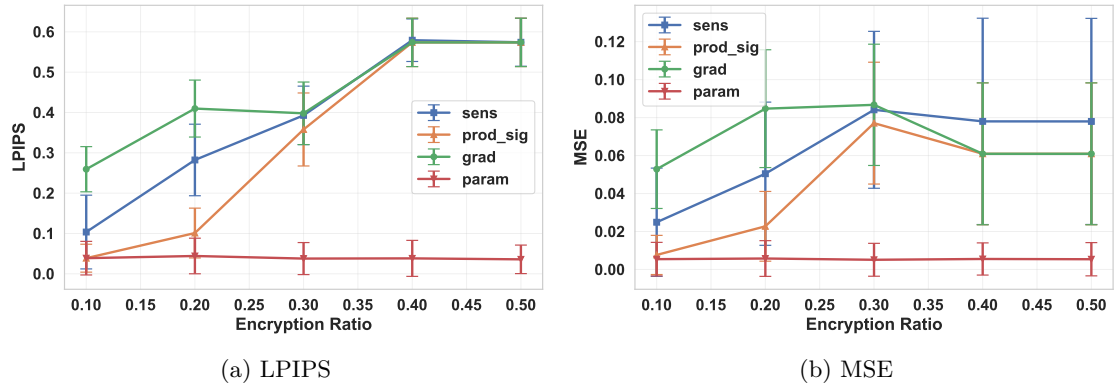 LPIPS
0.6
0.5
0.4
0.3
0.2
0.1
0.0
sens
prod_sig
grad
param
0.10 0.15 0.20 0.25 0.30 0.35 0.40 0.45 0.50
Encryption Ratio
(a) LPIPS
MSE
0.12
0.10
0.08
0.06
0.04
0.02
0.00
sens
prod_sig
grad
param
0.10 0.15 0.20 0.25 0.30 0.35 0.40 0.45 0.50
Encryption Ratio
(b) MSE